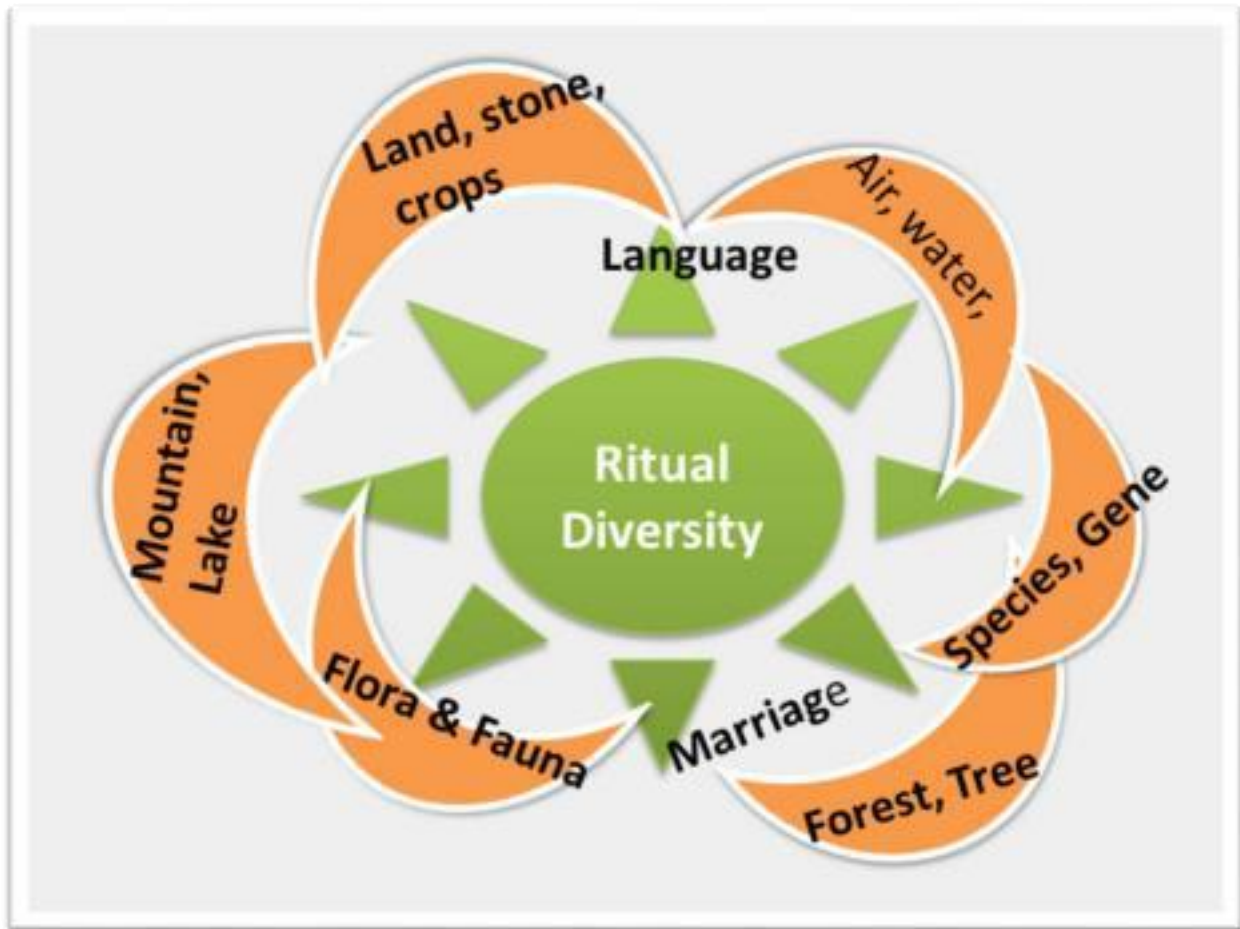 Land, stone,
crops
Air, water,
Language
Mountain,
Lake
Ritual
Diversity
Species, Gene
Flora & Fauna
Marriage
Forest, Tree